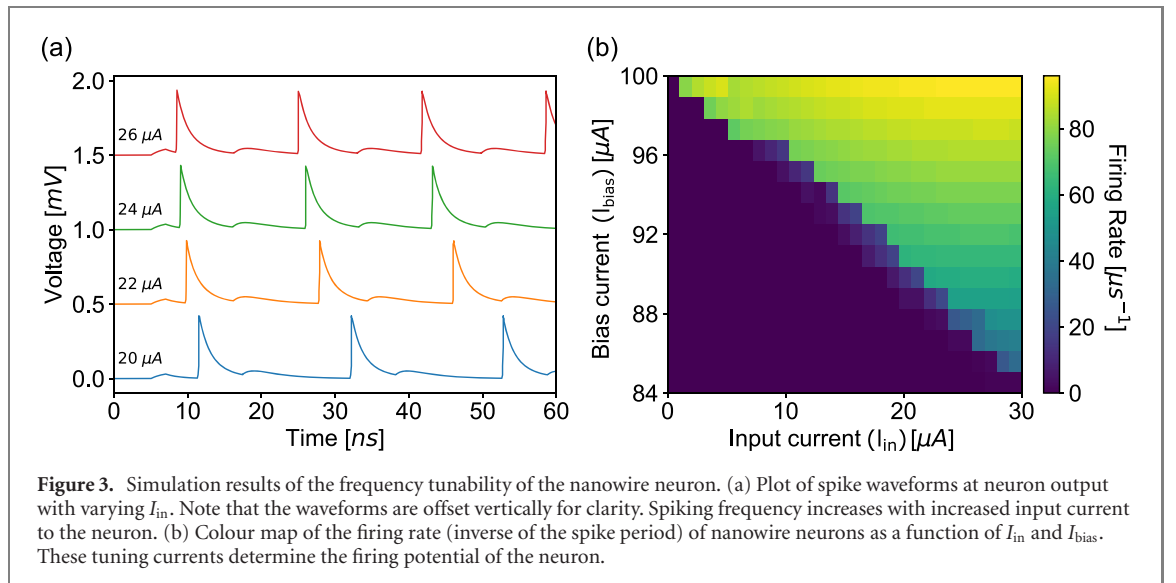 (a)
2.0
1.5
1.0
0.5
0.0
Voltage [mV]
26 μA
24 μA
22 μA
20 μA
0 10 20 30 40 50 60
Time [ns]
(b)
100
96
92
88
84
Bias current (I_bias) [μA]
0 10 20 30
Input current (I_in) [μA]
80
60
40
20
0
Firing Rate [μs⁻¹]
Figure 3. Simulation results of the frequency tunability of the nanowire neuron. (a) Plot of spike waveforms at neuron output
with varying I_in. Note that the waveforms are offset vertically for clarity. Spiking frequency increases with increased input current
to the neuron. (b) Colour map of the firing rate (inverse of the spike period) of nanowire neurons as a function of I_in and I_bias.
These tuning currents determine the firing potential of the neuron.